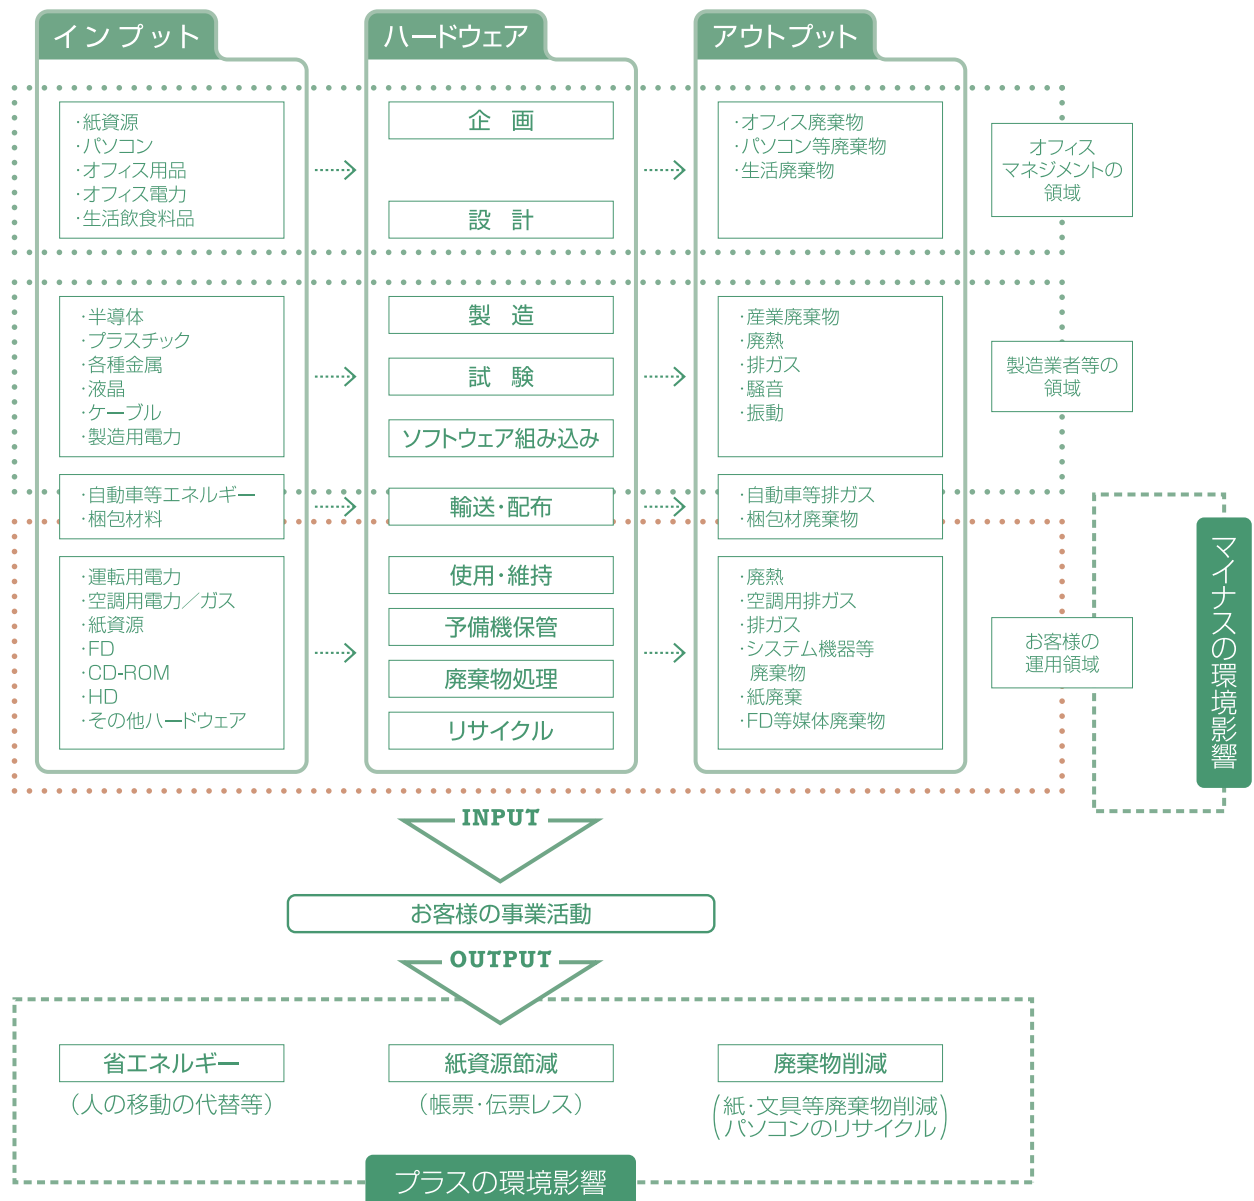 インプット
ハードウェア
アウトプット
・紙資源
・パソコン
・オフィス用品
・オフィス電力
・生活飲食料品
企　画
設　計
・オフィス廃棄物
・パソコン等廃棄物
・生活廃棄物
オフィス
マネジメントの
領域
・半導体
・プラスチック
・各種金属
・液晶
・ケーブル
・製造用電力
製　造
試　験
ソフトウェア組み込み
・産業廃棄物
・廃熱
・排ガス
・騒音
・振動
製造業者等の
領域
・自動車等エネルギー
・梱包材料
輸送・配布
・自動車等排ガス
・梱包材廃棄物
・運転用電力
・空調用電力／ガス
・紙資源
・FD
・CD-ROM
・HD
・その他ハードウェア
使用・維持
予備機保管
廃棄物処理
リサイクル
・廃熱
・空調用排ガス
・排ガス
・システム機器等
廃棄物
・紙廃棄
・FD等媒体廃棄物
お客様の
運用領域
マイナスの環境影響
INPUT
お客様の事業活動
OUTPUT
省エネルギー
（人の移動の代替等）
紙資源節減
（帳票・伝票レス）
廃棄物削減
（紙・文具等廃棄物削減
パソコンのリサイクル）
プラスの環境影響